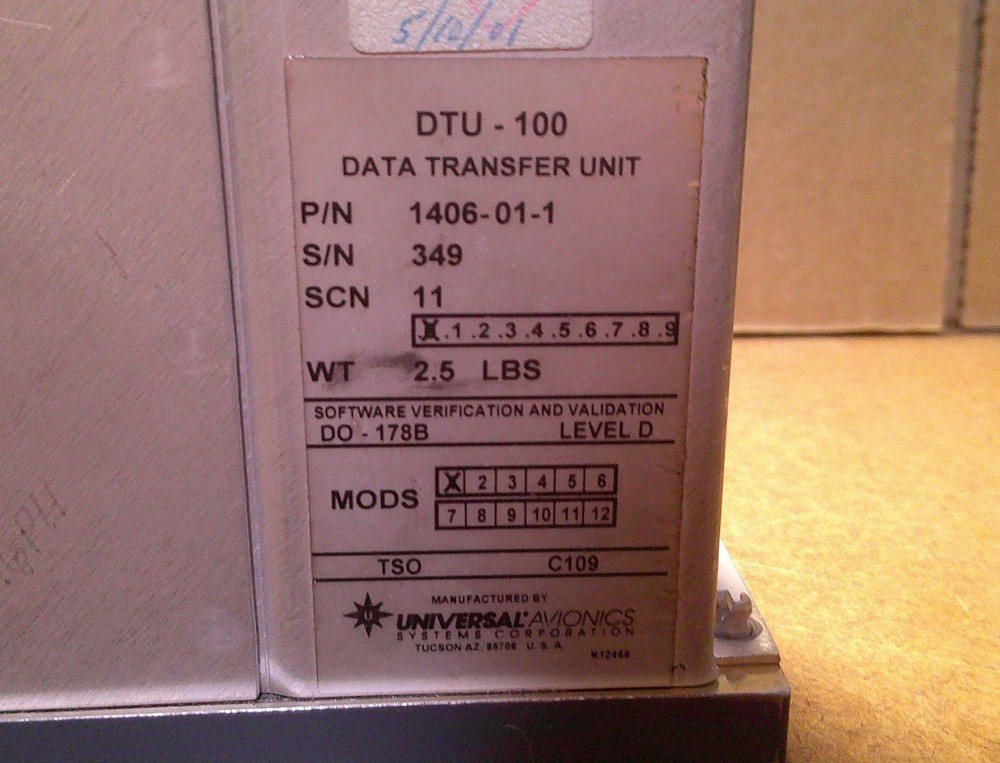 5/10/01
DTU - 100
DATA TRANSFER UNIT
P/N 1406-01-1
S/N 349
SCN 11
X .1 .2 .3 .4 .5 .6 .7 .8 .9
WT 2.5 LBS
SOFTWARE VERIFICATION AND VALIDATION
DO - 178B LEVEL D
MODS X 2 3 4 5 6
7 8 9 10 11 12
TSO C109
MANUFACTURED BY
U UNIVERSAL AVIONICS
SYSTEMS CORPORATION
TUCSON AZ. 85706 U.S.A.